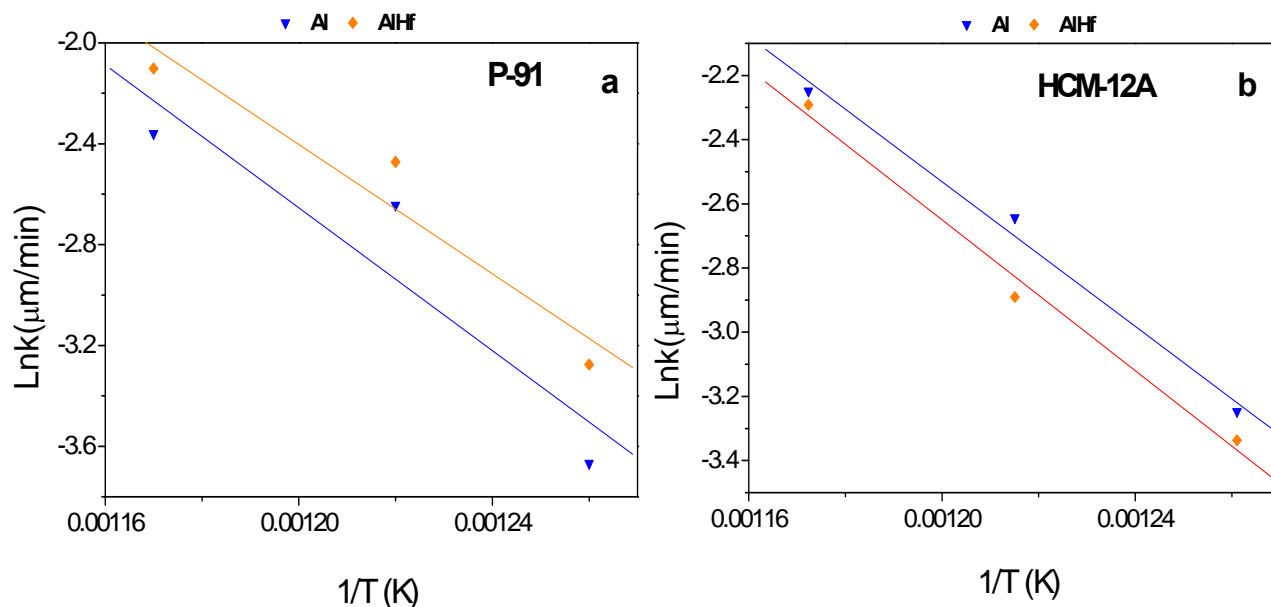 Al AlHf
P-91 a
-2.0
-2.4
-2.8
-3.2
-3.6
Lnk(μm/min)
0.00116 0.00120 0.00124
1/T (K)
Al AlHf
HCM-12A b
-2.2
-2.4
-2.6
-2.8
-3.0
-3.2
-3.4
Lnk(μm/min)
0.00116 0.00120 0.00124
1/T (K)